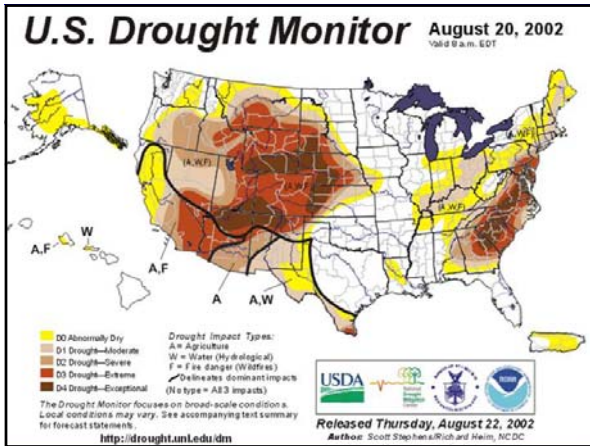 U.S. Drought Monitor
August 20, 2002
Valid 8 a.m. EDT
(A,W,F)
(A,W,F)
(A,W,F)
A,F
W
A,F
A
A,W
D0 Abnormally Dry
D1 Drought—Moderate
D2 Drought—Severe
D3 Drought—Extreme
D4 Drought—Exceptional
Drought Impact Types:
A = Agriculture
W = Water (Hydrological)
F = Fire danger (Wildfires)
Delineates dominant impacts
(No type = All 3 impacts)
The Drought Monitor focuses on broad-scale conditions.
Local conditions may vary. See accompanying text summary
for forecast statements.
http://drought.unl.edu/dm
USDA
National
Drought
Mitigation
Center
Released Thursday, August 22, 2002
Author: Scott Stephens/Richard Heim, NCDC